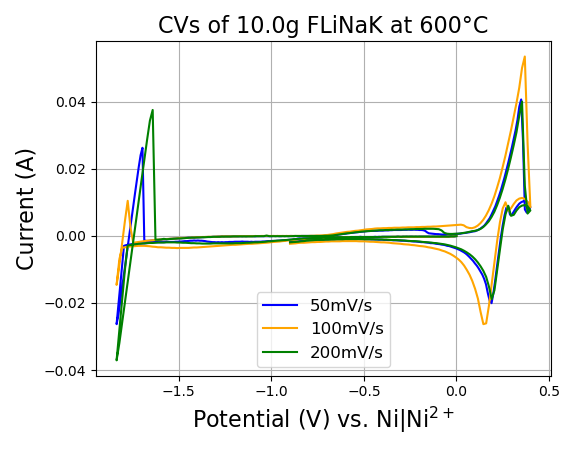 CVs of 10.0g FLiNaK at 600°C
Current (A)
0.04
0.02
0.00
−0.02
−0.04
50mV/s
100mV/s
200mV/s
−1.5 −1.0 −0.5 0.0 0.5
Potential (V) vs. Ni|Ni²⁺